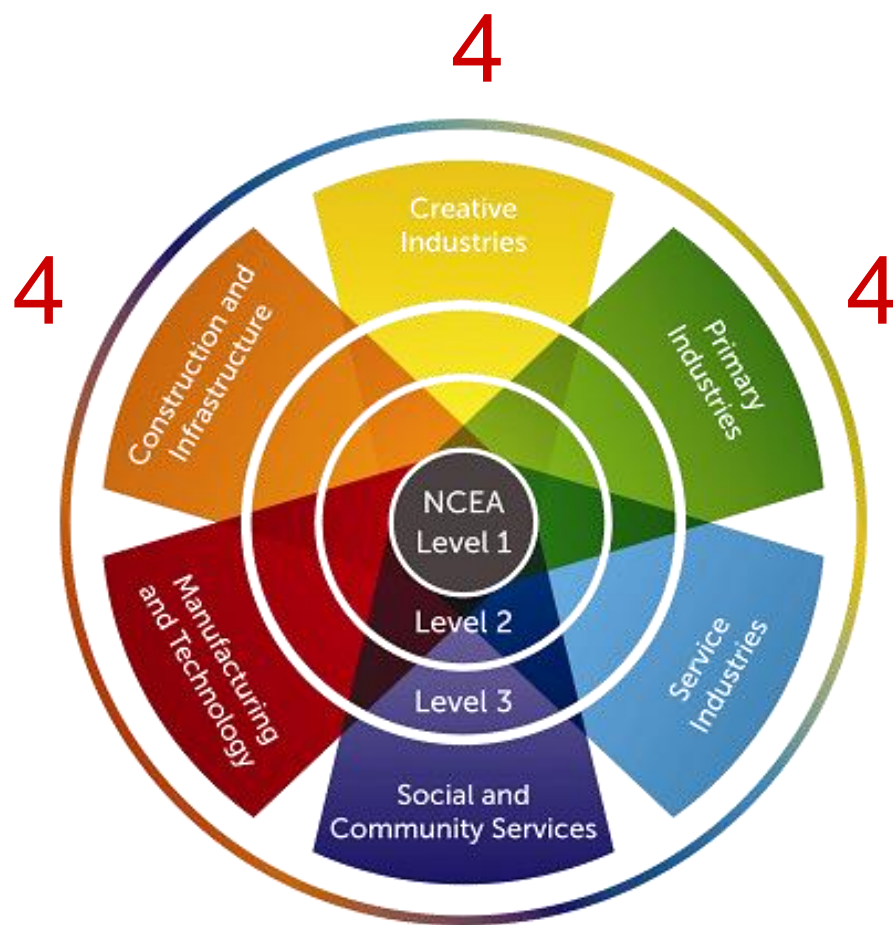 4
4
4
Creative
Industries
Construction and
Infrastructure
Primary
Industries
NCEA
Level 1
Level 2
Level 3
Manufacturing
and Technology
Service
Industries
Social and
Community Services